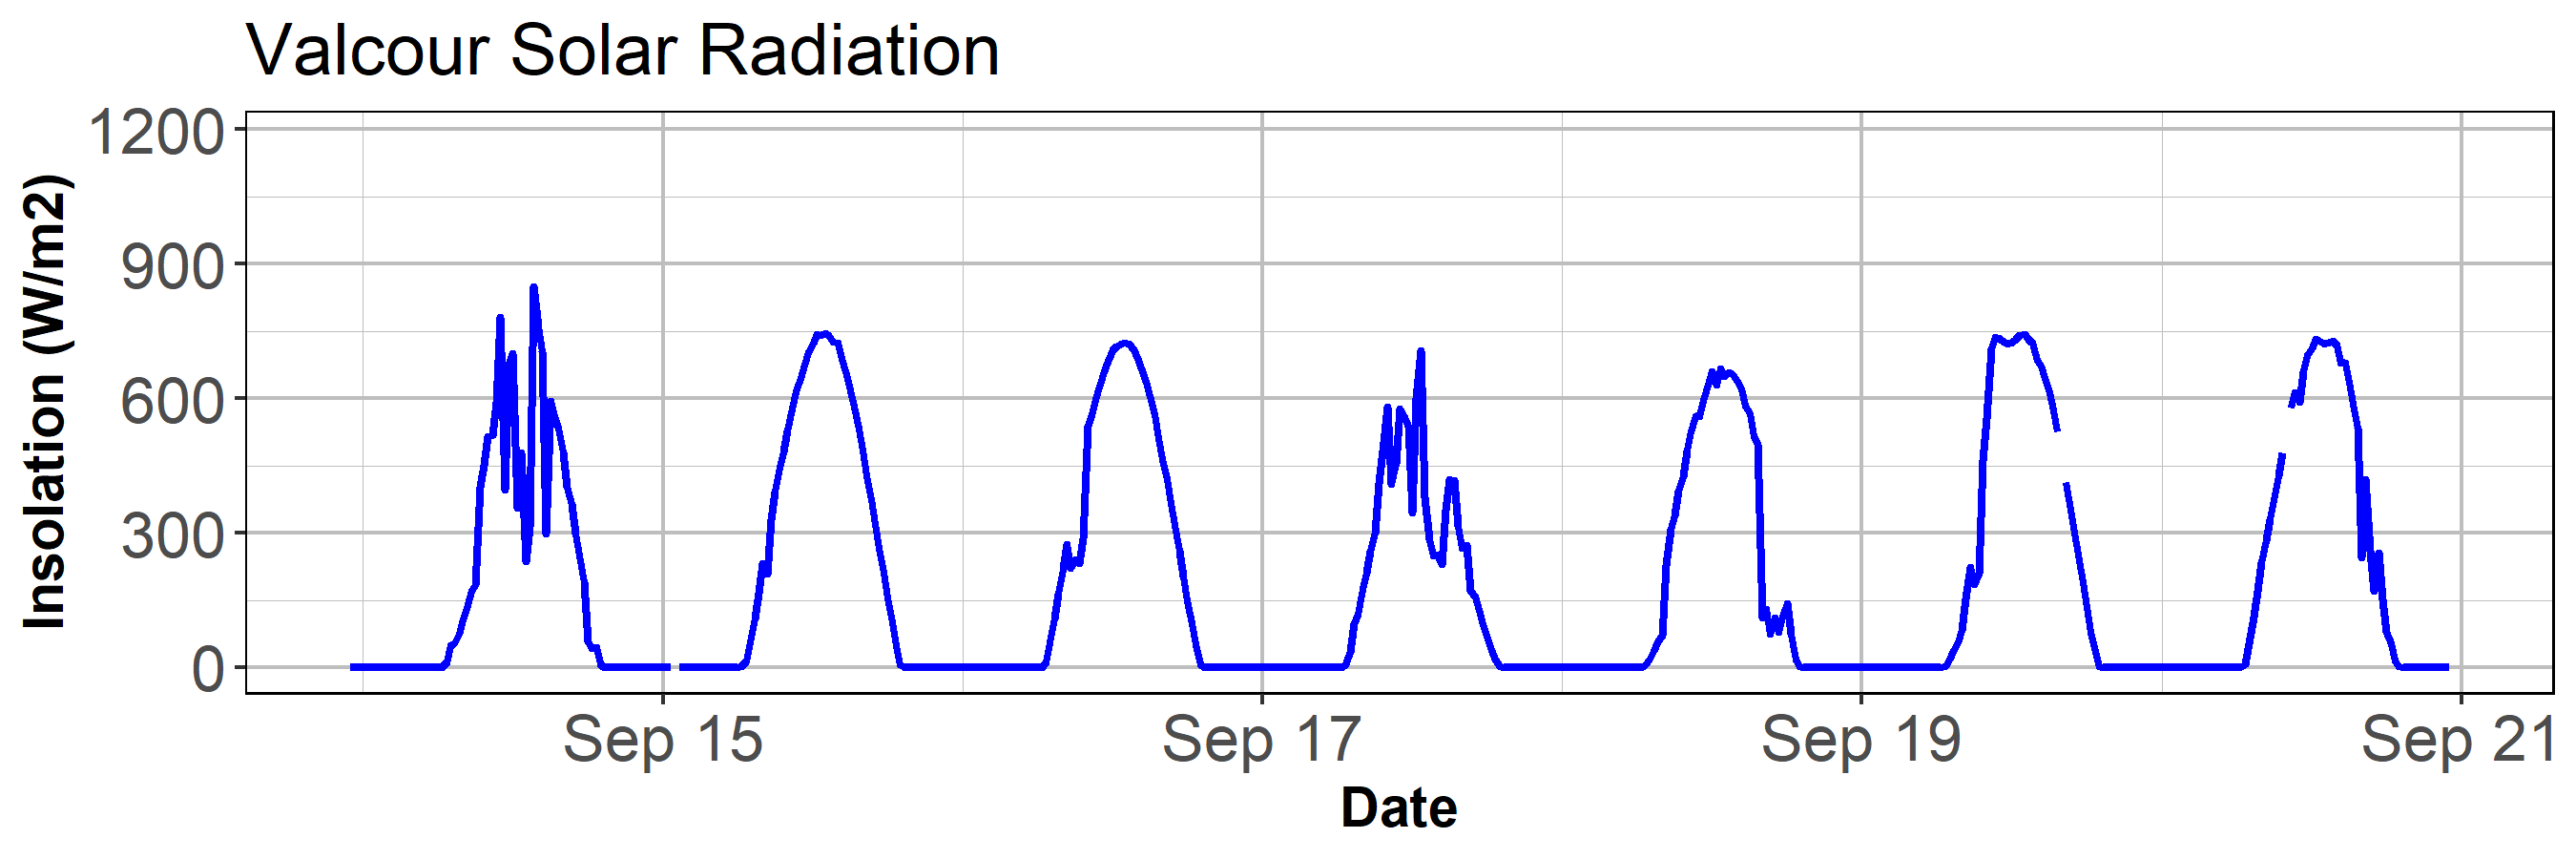 Valcour Solar Radiation
Insolation (W/m2)
1200
900
600
300
0
Sep 15
Sep 17
Sep 19
Sep 21
Date